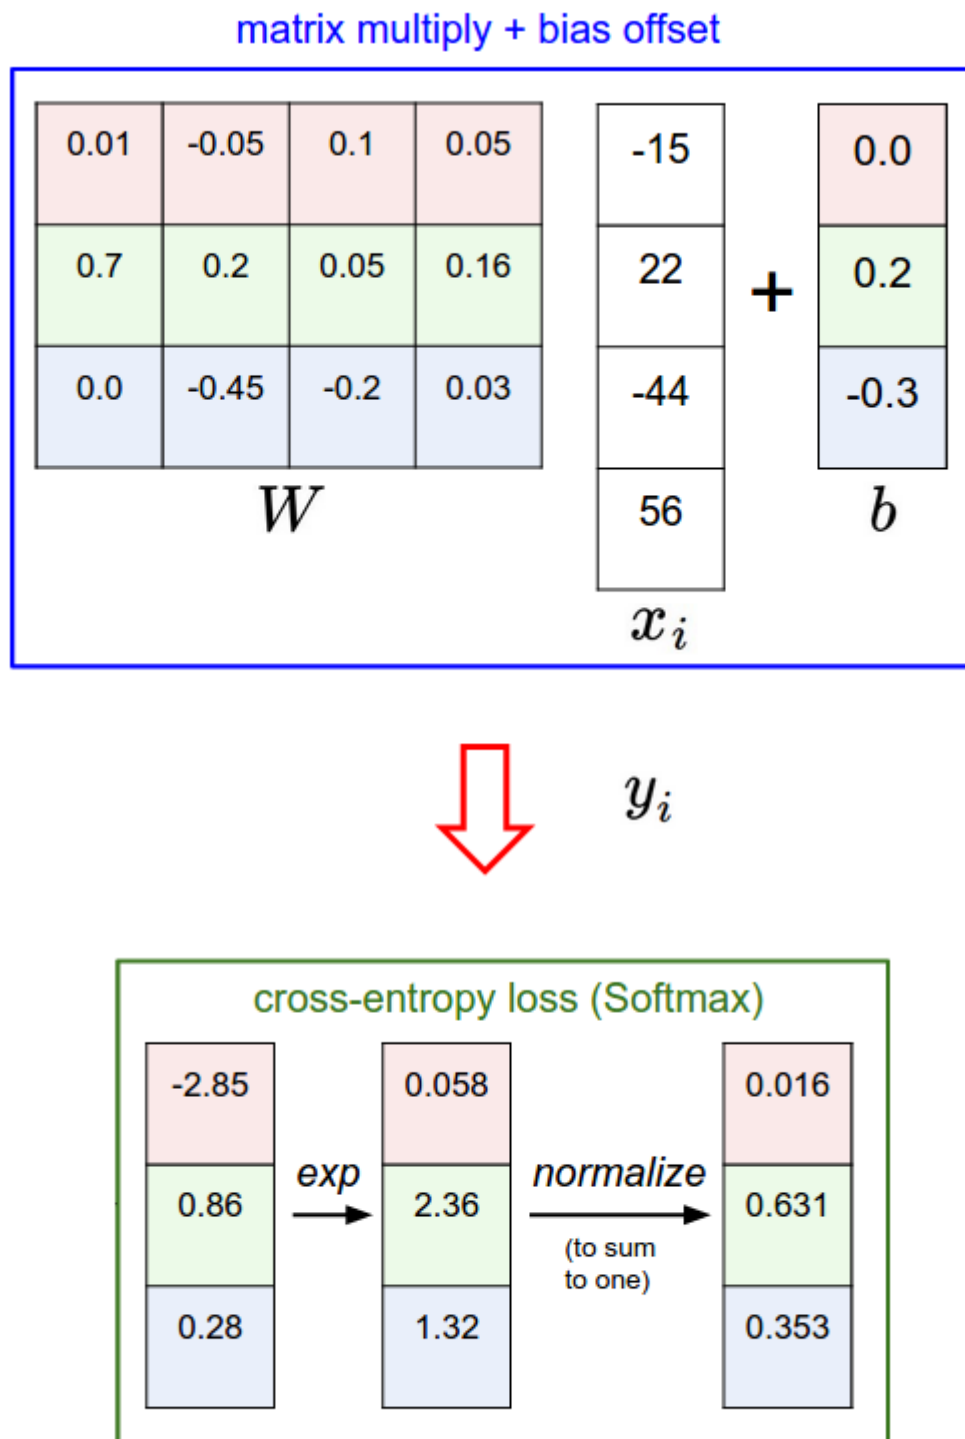 matrix multiply + bias offset
0.01 -0.05 0.1 0.05
0.7 0.2 0.05 0.16
0.0 -0.45 -0.2 0.03
W
-15
22
-44
56
x_i
+
0.0
0.2
-0.3
b
y_i
cross-entropy loss (Softmax)
-2.85
0.86
0.28
exp
0.058
2.36
1.32
normalize
(to sum
to one)
0.016
0.631
0.353